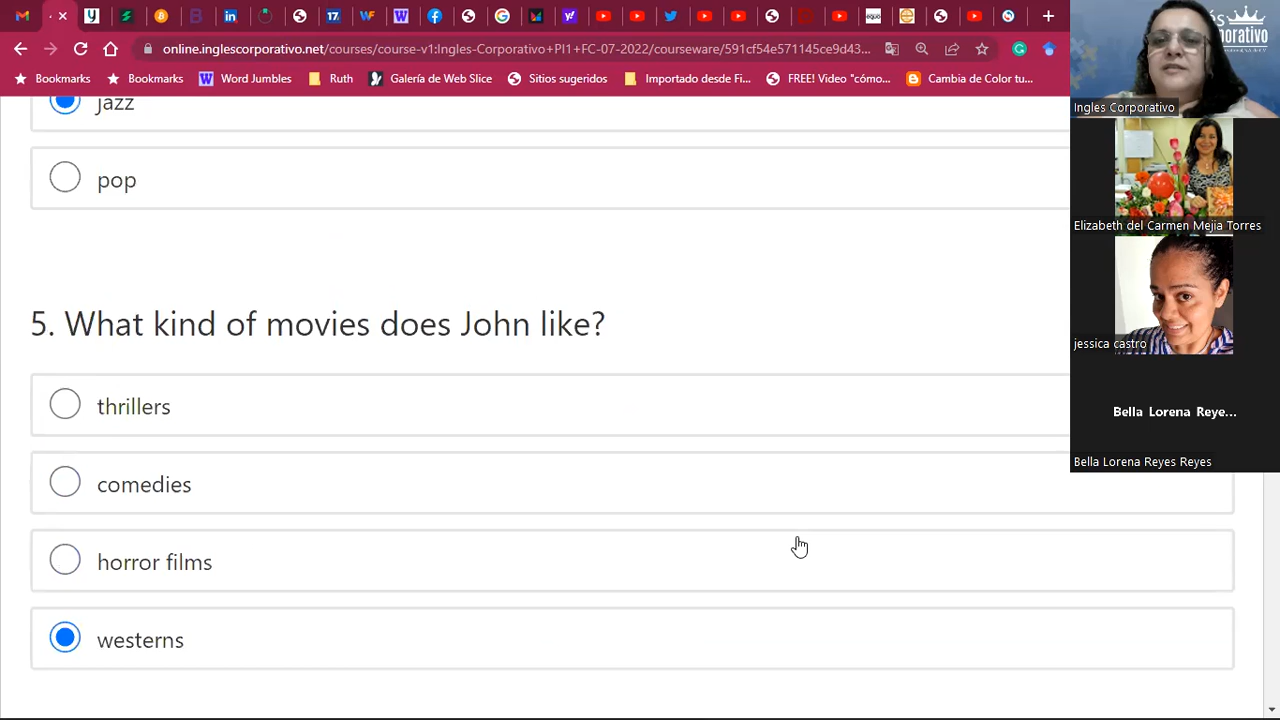 17
WF
W
equo
online.inglescorporativo.net/courses/course-v1:Ingles-Corporativo+PI1+FC-07-2022/courseware/591cf54e571145ce9d43...
Bookmarks
Bookmarks
Word Jumbles
Ruth
Galería de Web Slice
Sitios sugeridos
Importado desde Fi...
FREE! Video "cómo...
Cambia de Color tu...
Ingles Corporativo
Elizabeth del Carmen Mejia Torres
jessica castro
Bella Lorena Reye...
Bella Lorena Reyes Reyes
jazz
pop
5. What kind of movies does John like?
thrillers
comedies
horror films
westerns